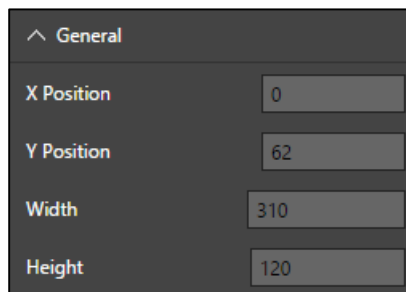 General
X Position 0
Y Position 62
Width 310
Height 120